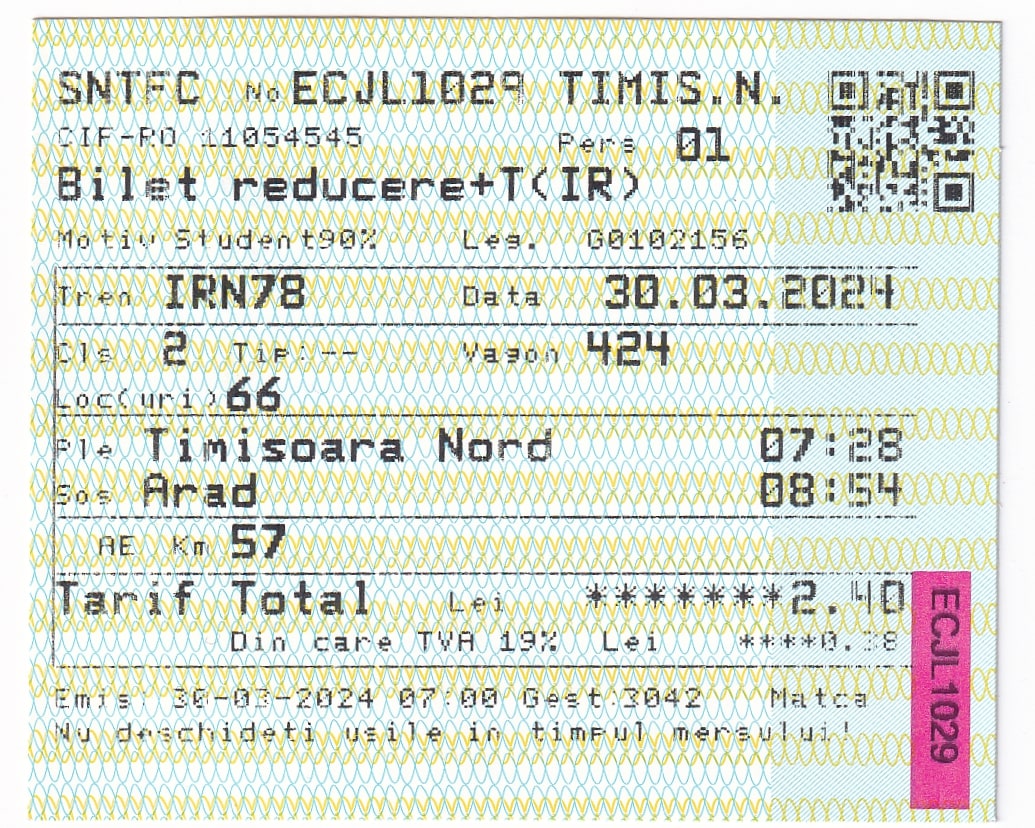 SNTFC No ECJL1029 TIMIS.N.
CIF-RO 11054545 Pers 01
Bilet reducere+T(IR)
Motiv Student90% Leg. G0102156
Tren IRN78 Data 30.03.2024
Cls 2 Tip:-- Vagon 424
Loc(uri) 66
Ple Timisoara Nord 07:28
Sos Arad 08:54
AE Km 57
Tarif Total Lei *******2.40
Din care TVA 19% Lei ****0.38
Emis: 30-03-2024 07:00 Gest:3042 Matca
Nu deschideti usile in timpul mersului!
ECJL 1029